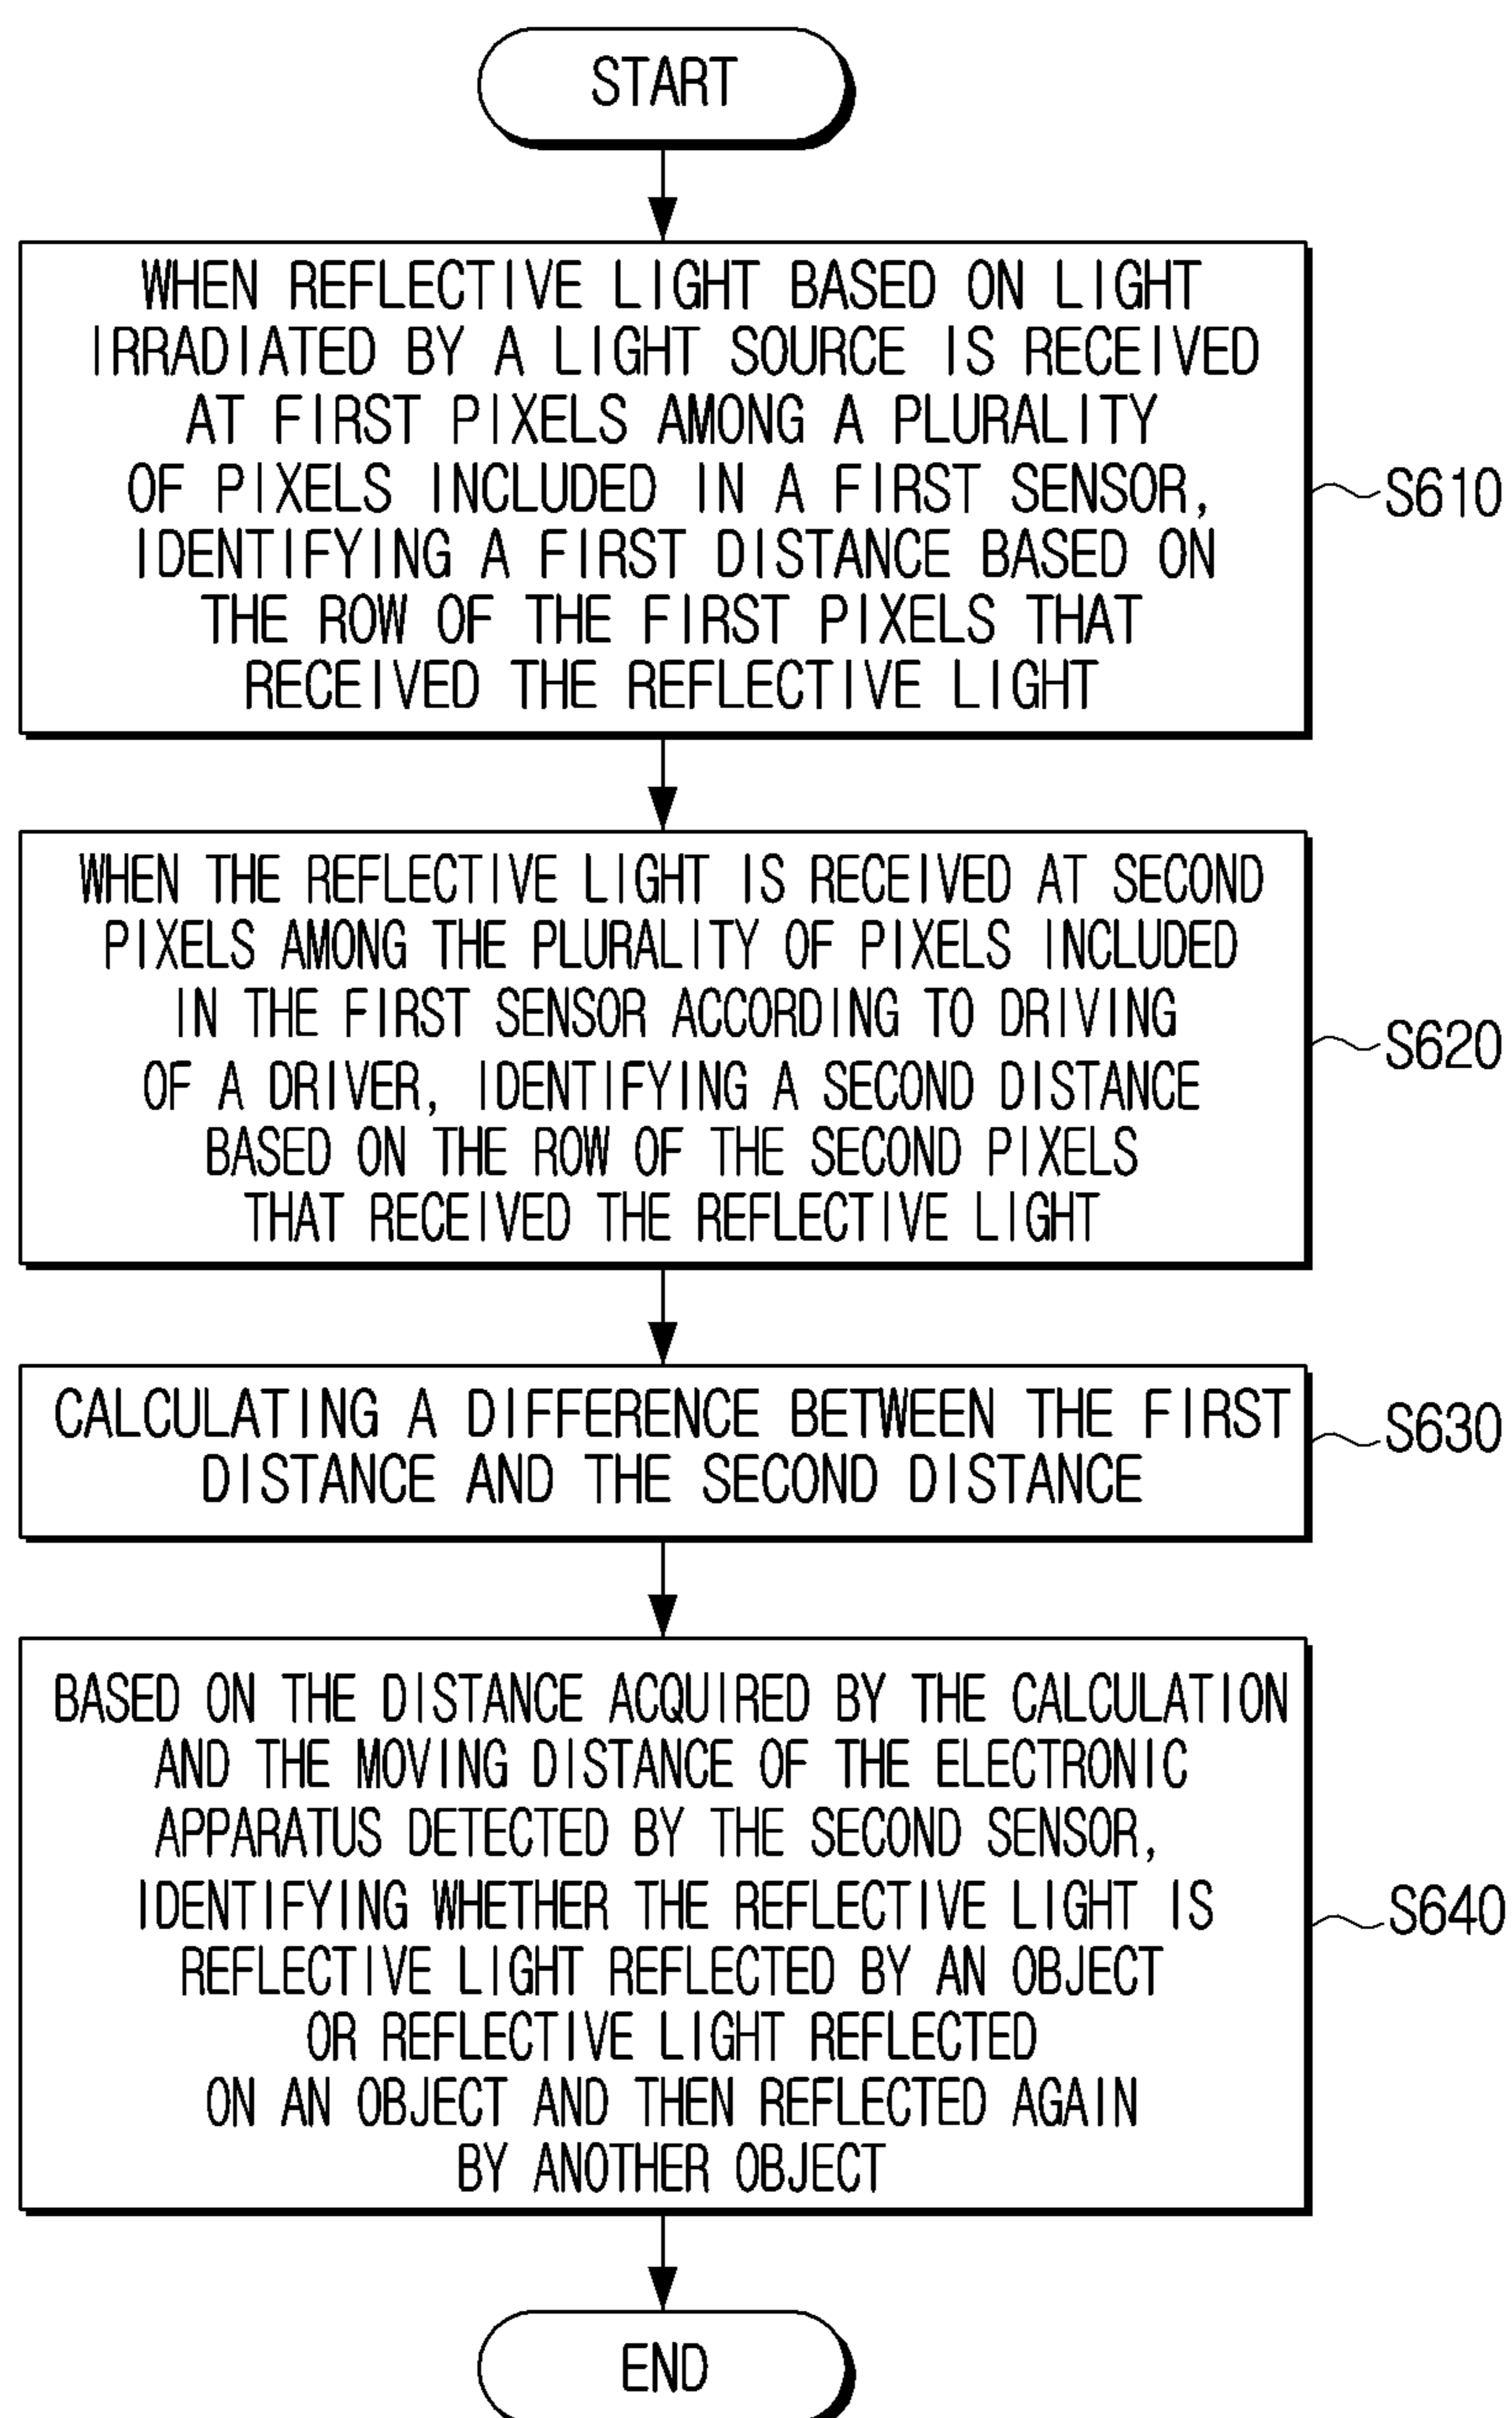 START
WHEN REFLECTIVE LIGHT BASED ON LIGHT
IRRADIATED BY A LIGHT SOURCE IS RECEIVED
AT FIRST PIXELS AMONG A PLURALITY
OF PIXELS INCLUDED IN A FIRST SENSOR,
IDENTIFYING A FIRST DISTANCE BASED ON
THE ROW OF THE FIRST PIXELS THAT
RECEIVED THE REFLECTIVE LIGHT
S610
WHEN THE REFLECTIVE LIGHT IS RECEIVED AT SECOND
PIXELS AMONG THE PLURALITY OF PIXELS INCLUDED
IN THE FIRST SENSOR ACCORDING TO DRIVING
OF A DRIVER, IDENTIFYING A SECOND DISTANCE
BASED ON THE ROW OF THE SECOND PIXELS
THAT RECEIVED THE REFLECTIVE LIGHT
S620
CALCULATING A DIFFERENCE BETWEEN THE FIRST
DISTANCE AND THE SECOND DISTANCE
S630
BASED ON THE DISTANCE ACQUIRED BY THE CALCULATION
AND THE MOVING DISTANCE OF THE ELECTRONIC
APPARATUS DETECTED BY THE SECOND SENSOR,
IDENTIFYING WHETHER THE REFLECTIVE LIGHT IS
REFLECTIVE LIGHT REFLECTED BY AN OBJECT
OR REFLECTIVE LIGHT REFLECTED
ON AN OBJECT AND THEN REFLECTED AGAIN
BY ANOTHER OBJECT
S640
END